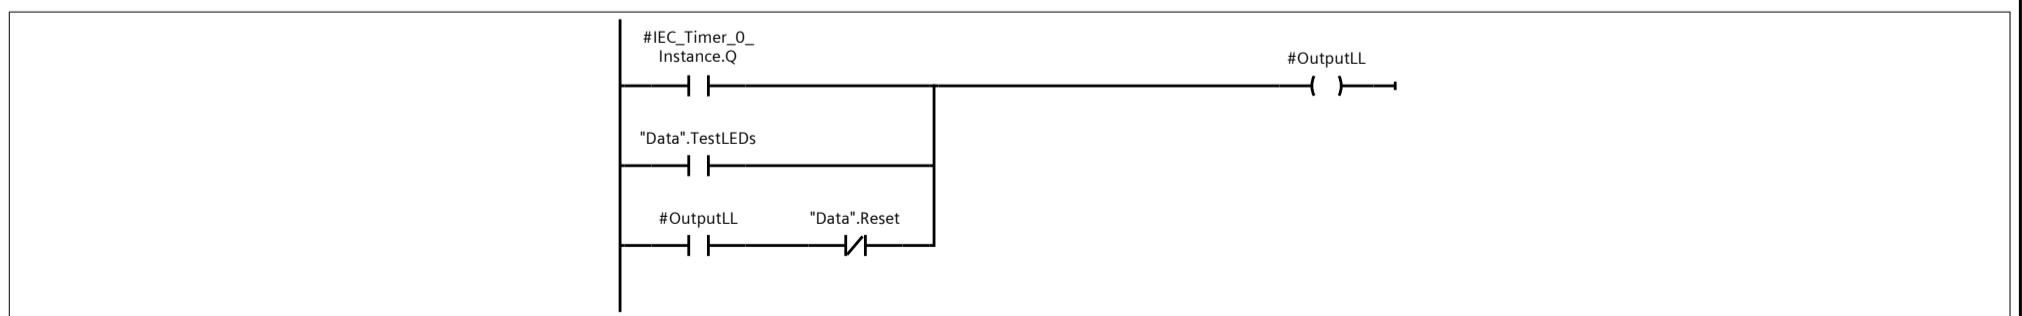 #IEC_Timer_0_
Instance.Q
#OutputLL
"Data".TestLEDs
#OutputLL
"Data".Reset